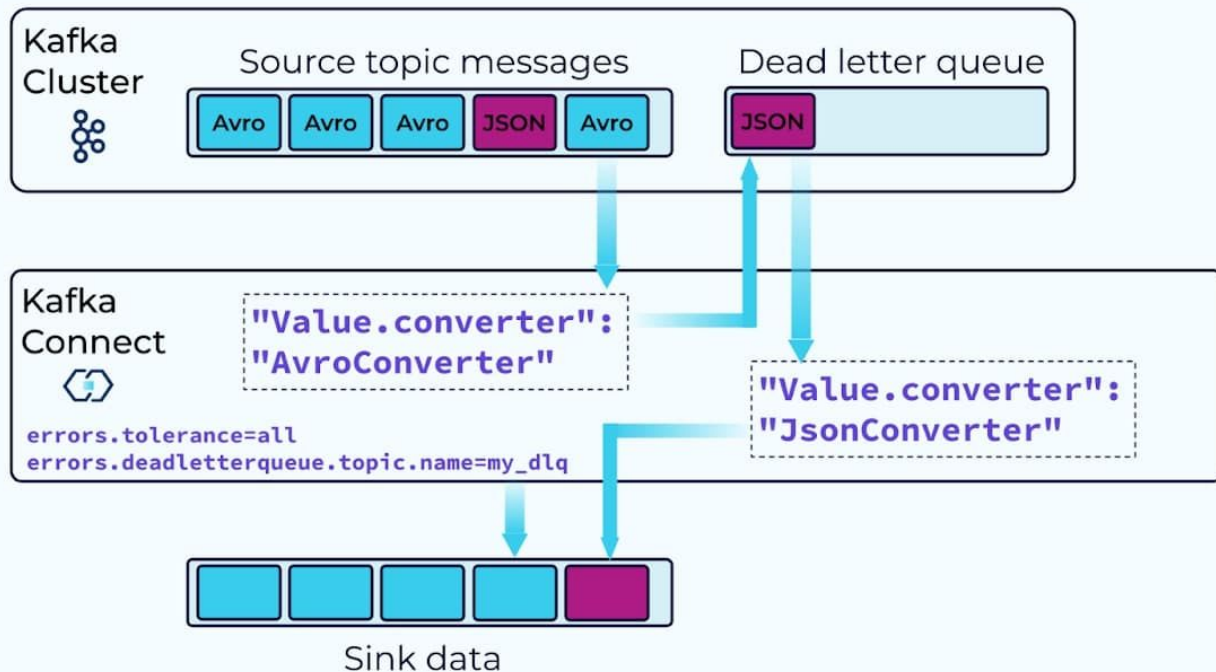 Kafka
Cluster
Source topic messages
Avro
Avro
Avro
JSON
Avro
Dead letter queue
JSON
Kafka
Connect
"Value.converter":
"AvroConverter"
"Value.converter":
"JsonConverter"
errors.tolerance=all
errors.deadletterqueue.topic.name=my_dlq
Sink data